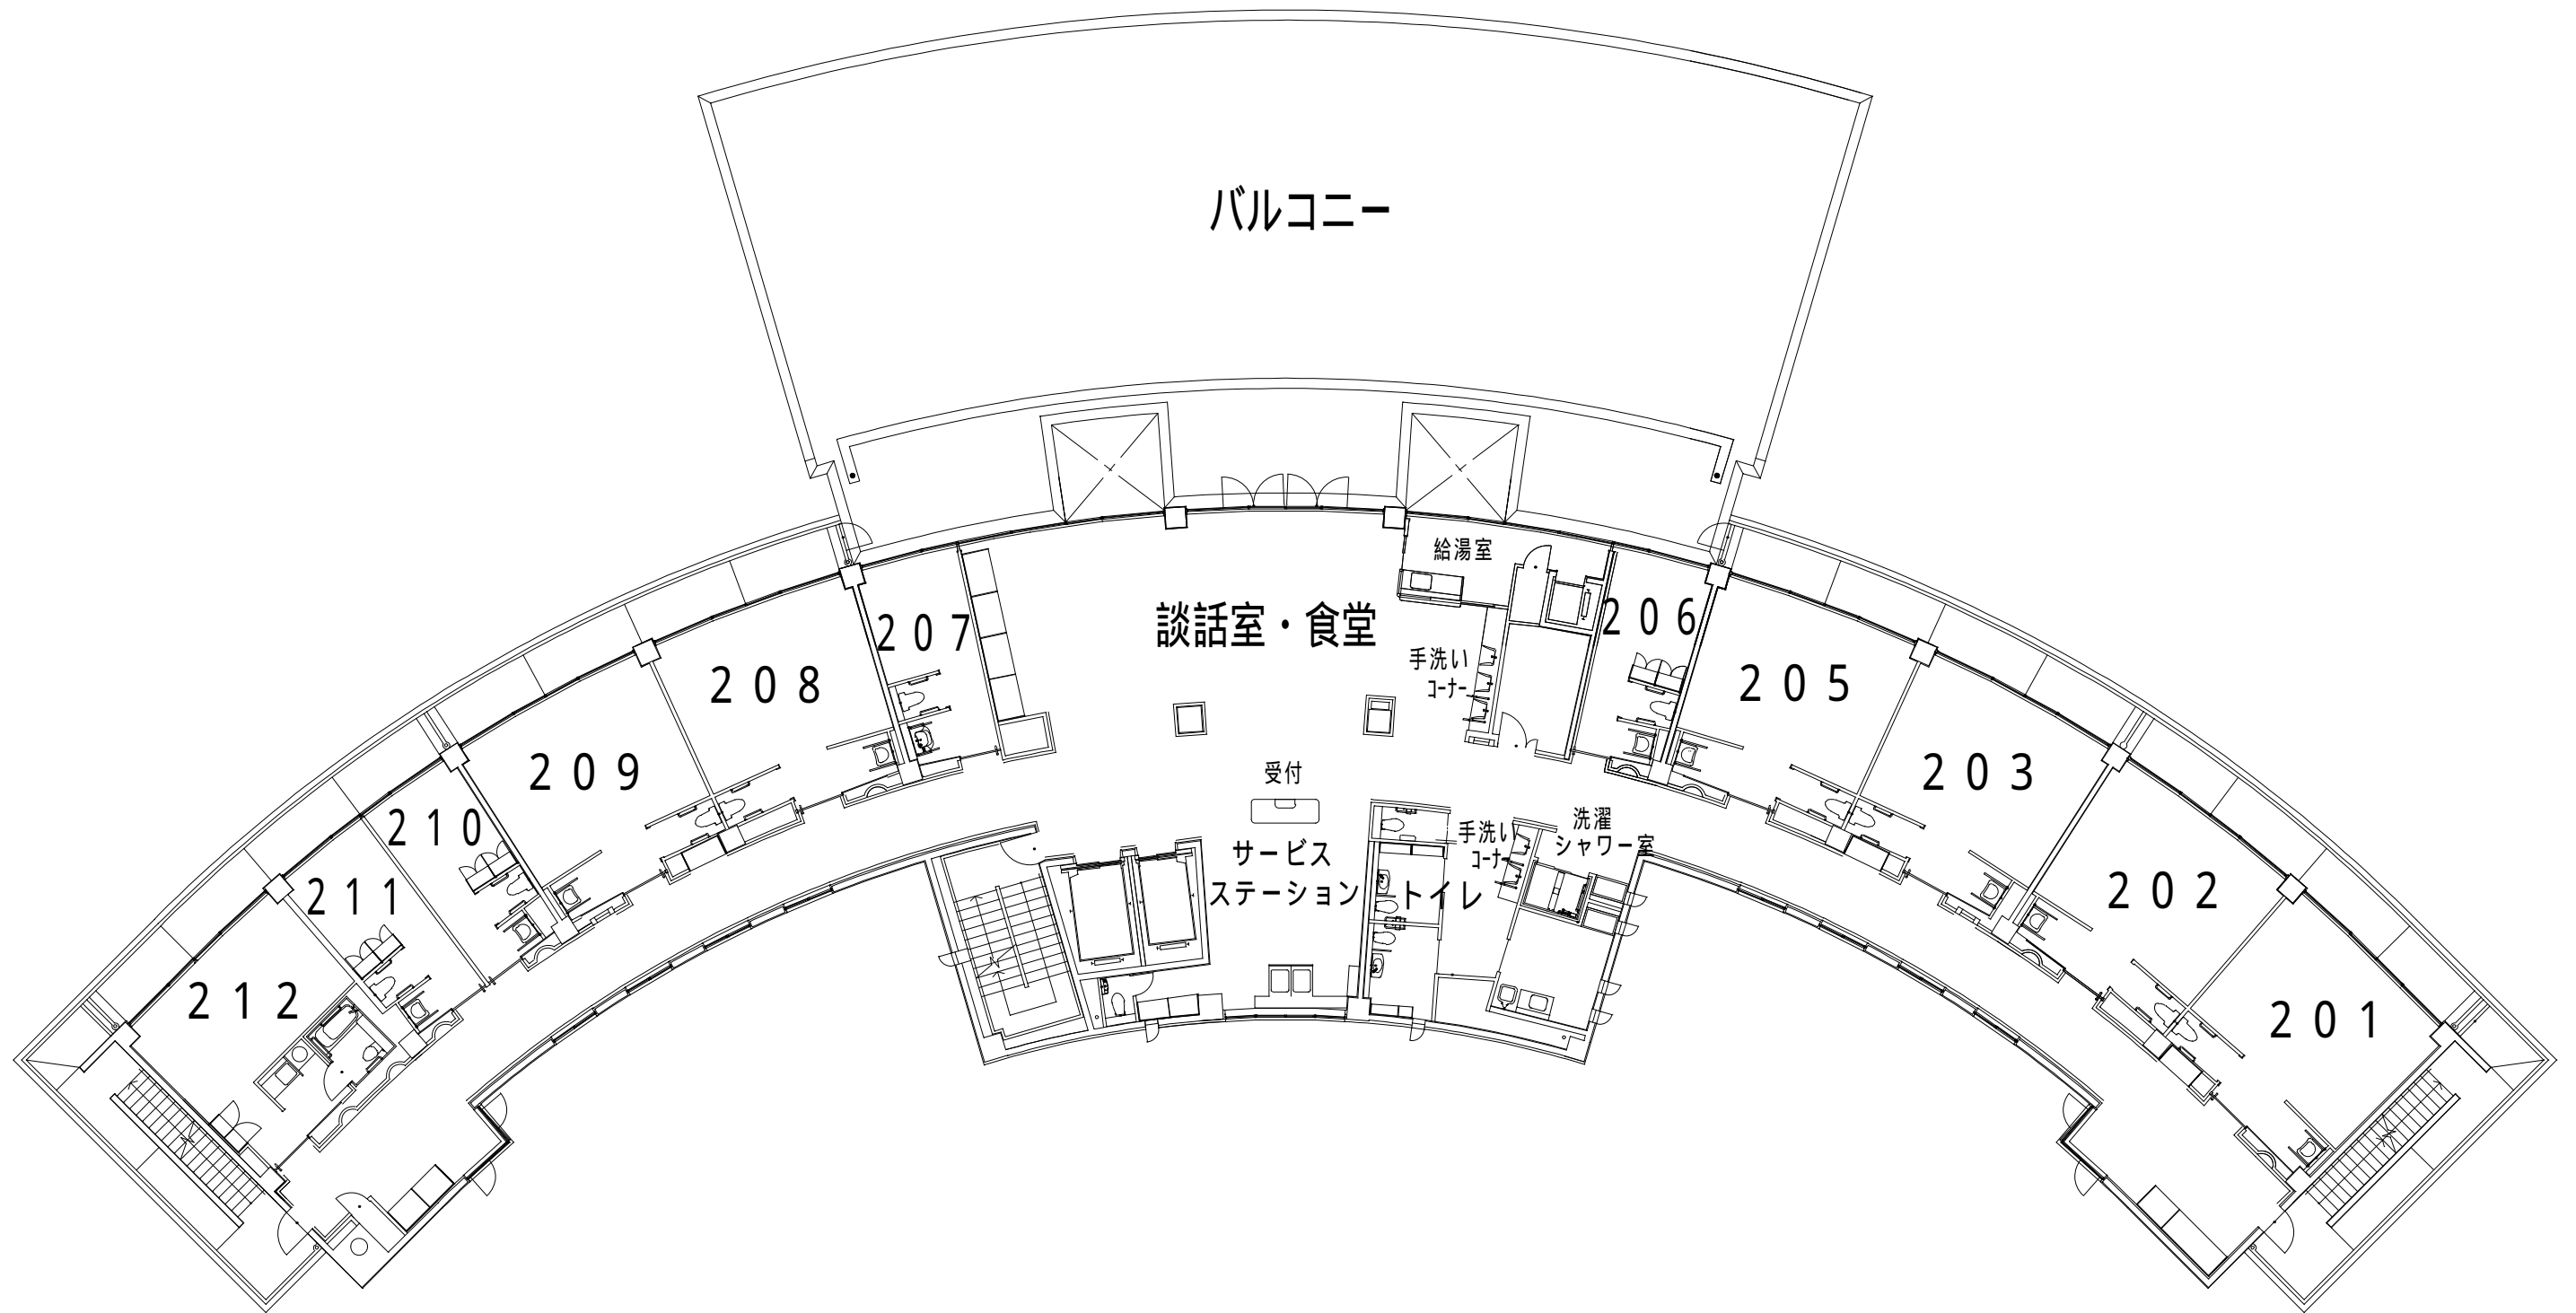 バルコニー
給湯室
207
談話室・食堂
206
手洗い
コーナー
208
205
209
受付
203
210
サービス
ステーション
手洗い
コーナー
洗濯
シャワー室
トイレ
211
202
212
201